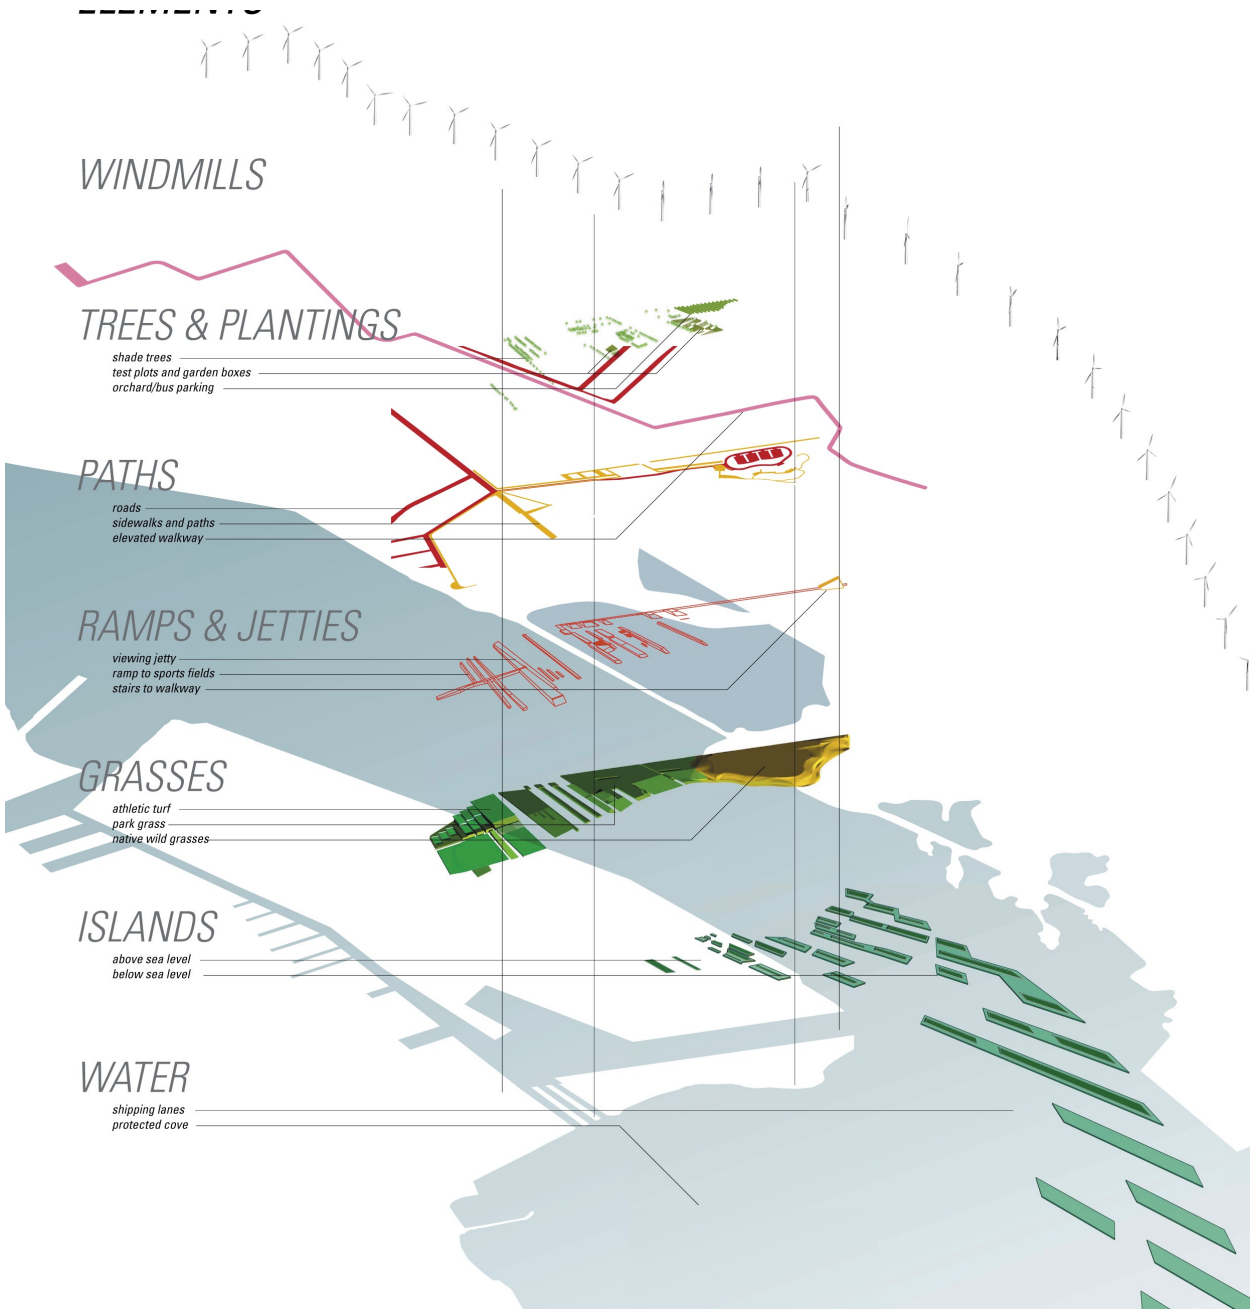 ELEMENTS
WINDMILLS
TREES & PLANTINGS
shade trees
test plots and garden boxes
orchard/bus parking
PATHS
roads
sidewalks and paths
elevated walkway
RAMPS & JETTIES
viewing jetty
ramp to sports fields
stairs to walkway
GRASSES
athletic turf
park grass
native wild grasses
ISLANDS
above sea level
below sea level
WATER
shipping lanes
protected cove